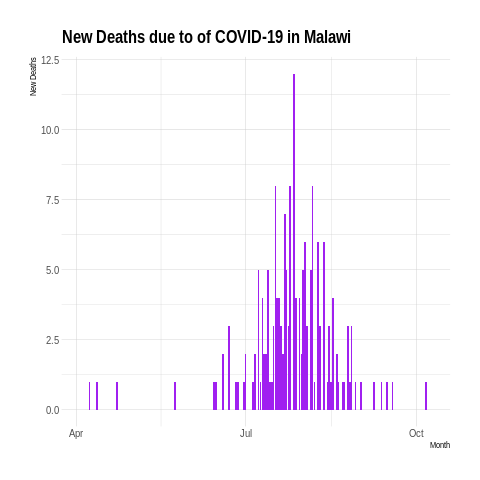 New Deaths due to of COVID-19 in Malawi
New Deaths
12.5
10.0
7.5
5.0
2.5
0.0
Apr
Jul
Oct
Month